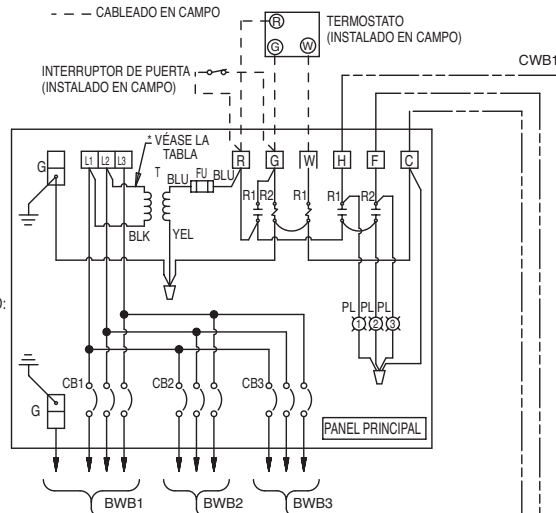 CABLEADO EN CAMPO
R
TERMOSTATO
(INSTALADO EN CAMPO)
G W
CWB1
INTERRUPTOR DE PUERTA
(INSTALADO EN CAMPO)
* VÉASE LA
TABLA
G
L1 L2 L3
R G W H F C
T
BLU FU BLU
R1 R2 R1 R1 R2
BLK
YEL
):
PL PL PL
1 2 3
CB1 CB2 CB3
G
PANEL PRINCIPAL
BWB1 BWB2 BWB3